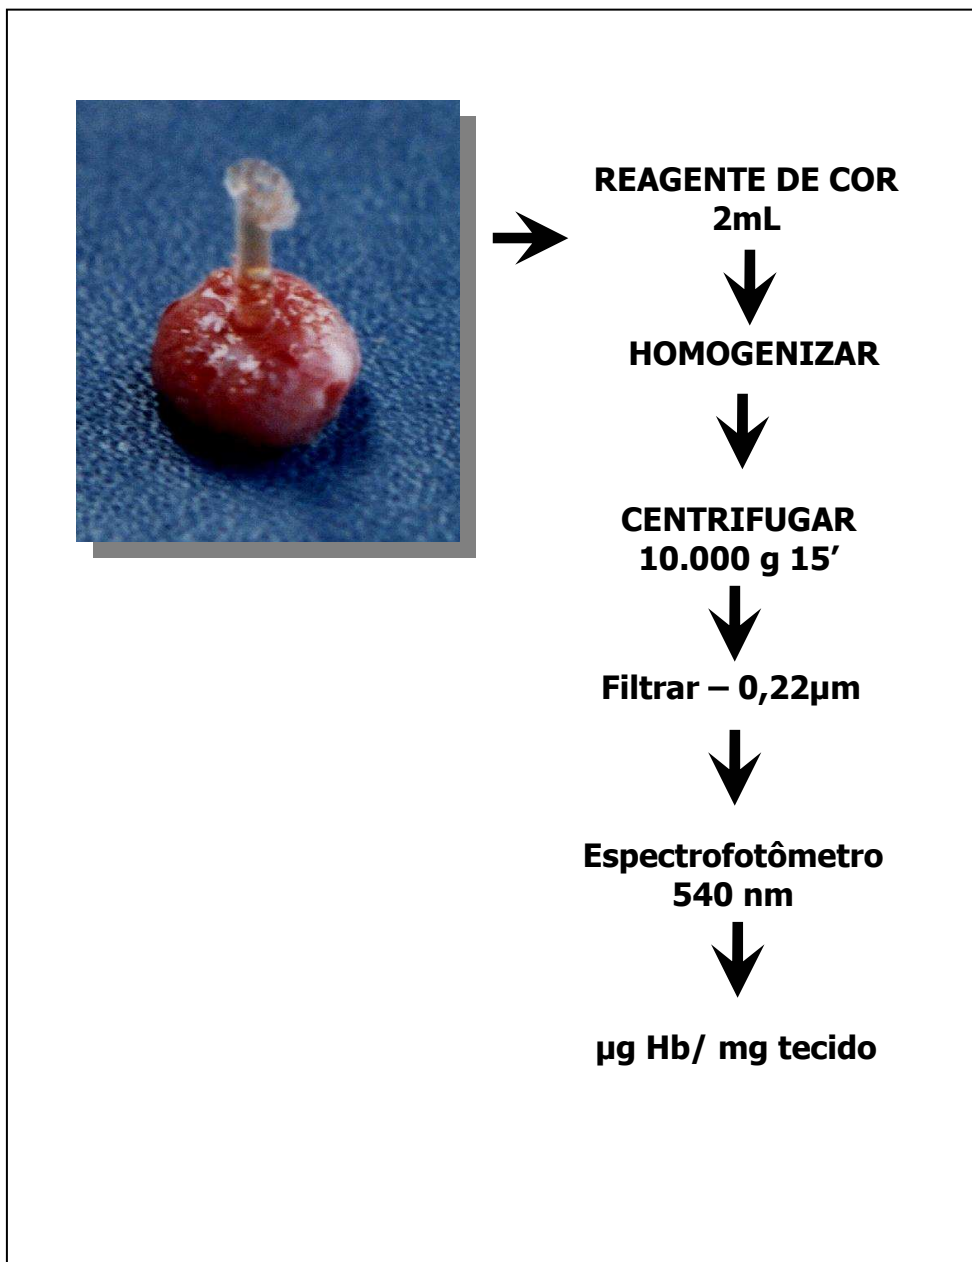 REAGENTE DE COR
2mL
HOMOGENIZAR
CENTRIFUGAR
10.000 g 15’
Filtrar – 0,22µm
Espectrofotômetro
540 nm
µg Hb/ mg tecido